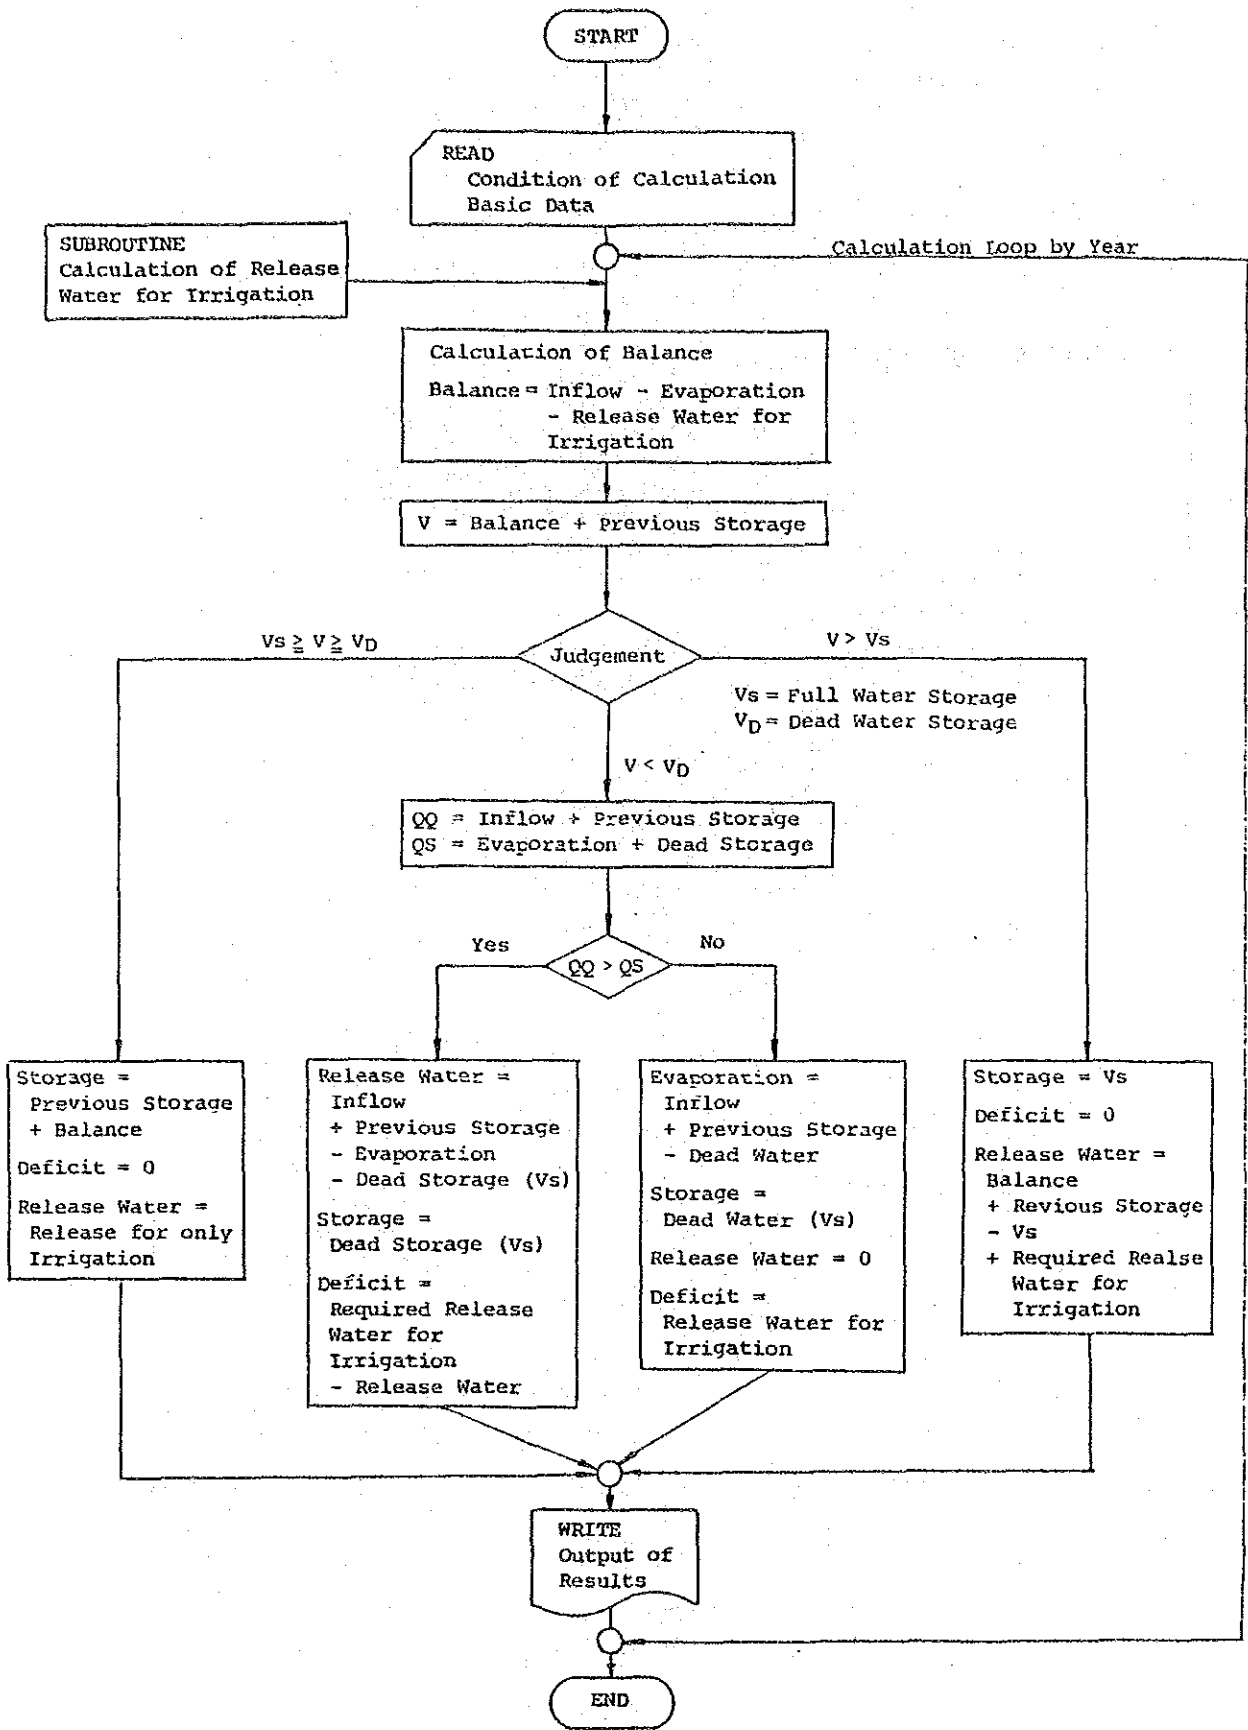 START
READ
Condition of Calculation
Basic Data
SUBROUTINE
Calculation of Release
Water for Irrigation
Calculation Loop by Year
Calculation of Balance
Balance = Inflow - Evaporation
- Release Water for
Irrigation
V = Balance + Previous Storage
Vs ≧ V ≧ VD
Judgement
V > Vs
Vs = Full Water Storage
VD = Dead Water Storage
V < VD
QQ = Inflow + Previous Storage
QS = Evaporation + Dead Storage
Yes
QQ > QS
No
Storage =
Previous Storage
+ Balance
Deficit = 0
Release Water =
Release for only
Irrigation
Release Water =
Inflow
+ Previous Storage
- Evaporation
- Dead Storage (Vs)
Storage =
Dead Storage (Vs)
Deficit =
Required Release
Water for
Irrigation
- Release Water
Evaporation =
Inflow
+ Previous Storage
- Dead Water
Storage =
Dead Water (Vs)
Release Water = 0
Deficit =
Release Water for
Irrigation
Storage = Vs
Deficit = 0
Release Water =
Balance
+ Revious Storage
- Vs
+ Required Realse
Water for
Irrigation
WRITE
Output of
Results
END